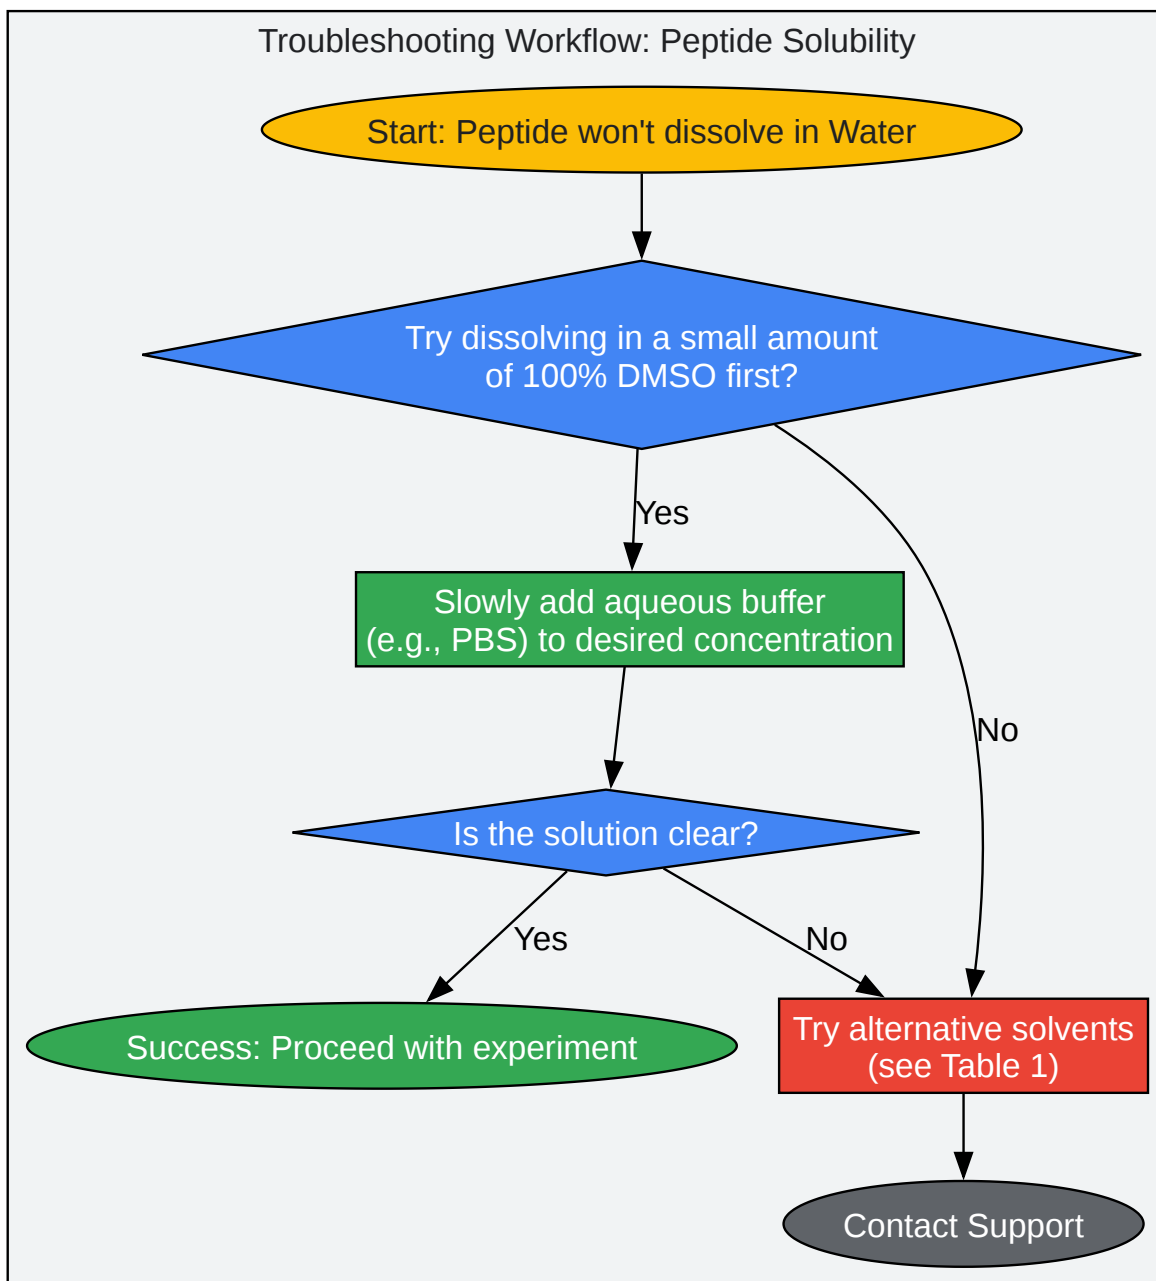 Troubleshooting Workflow: Peptide Solubility
Start: Peptide won't dissolve in Water
Try dissolving in a small amount
of 100% DMSO first?
Yes
Slowly add aqueous buffer
(e.g., PBS) to desired concentration
No
Is the solution clear?
Yes
No
Success: Proceed with experiment
Try alternative solvents
(see Table 1)
Contact Support